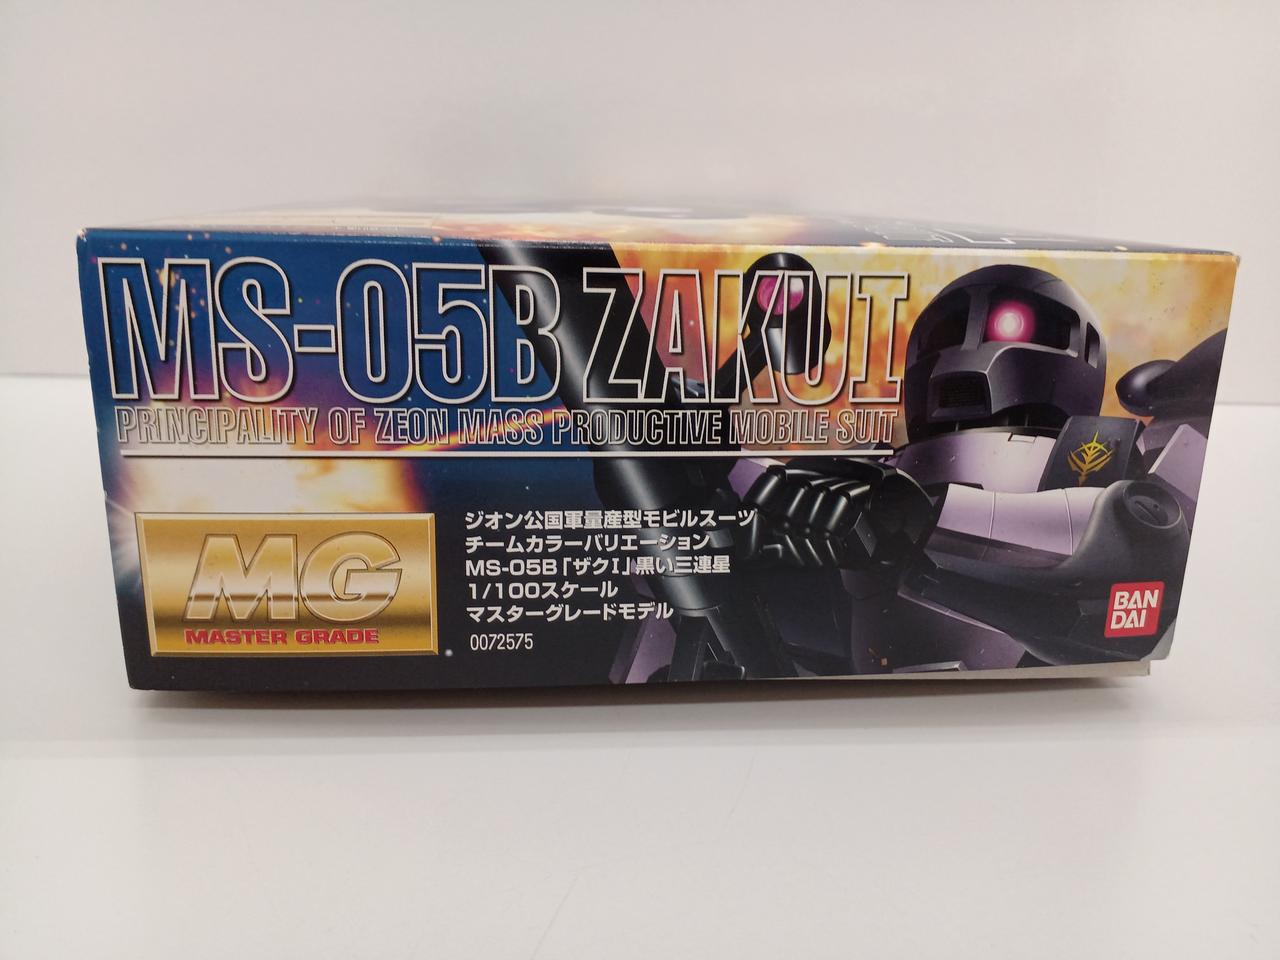 MS-05B ZAKU I
PRINCIPALITY OF ZEON MASS PRODUCTIVE MOBILE SUIT
MG
MASTER GRADE
ジオン公国軍量産型モビルスーツ
チームカラーバリエーション
MS-05B「ザクI」黒い三連星
1/100スケール
マスターグレードモデル
0072575
BAN
DAI